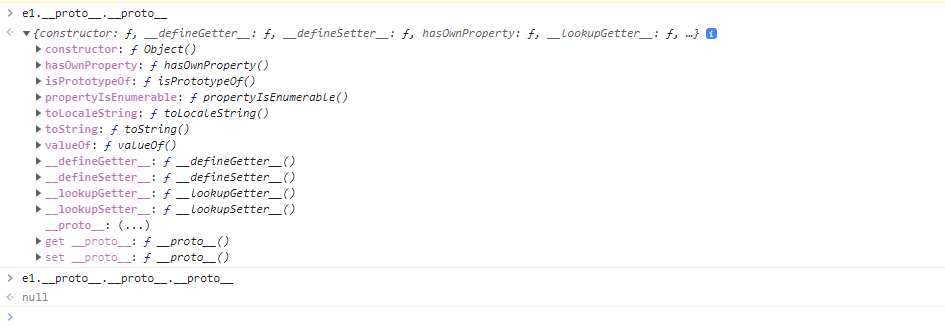 > e1.__proto__.__proto__
<· ▼{constructor: ƒ, __defineGetter__: ƒ, __defineSetter__: ƒ, hasOwnProperty: ƒ, __lookupGetter__: ƒ, …} i
▶constructor: ƒ Object()
▶hasOwnProperty: ƒ hasOwnProperty()
▶isPrototypeOf: ƒ isPrototypeOf()
▶propertyIsEnumerable: ƒ propertyIsEnumerable()
▶toLocaleString: ƒ toLocaleString()
▶toString: ƒ toString()
▶valueOf: ƒ valueOf()
▶__defineGetter__: ƒ __defineGetter__()
▶__defineSetter__: ƒ __defineSetter__()
▶__lookupGetter__: ƒ __lookupGetter__()
▶__lookupSetter__: ƒ __lookupSetter__()
__proto__: (...)
▶get __proto__: ƒ __proto__()
▶set __proto__: ƒ __proto__()
> e1.__proto__.__proto__.__proto__
<· null
>